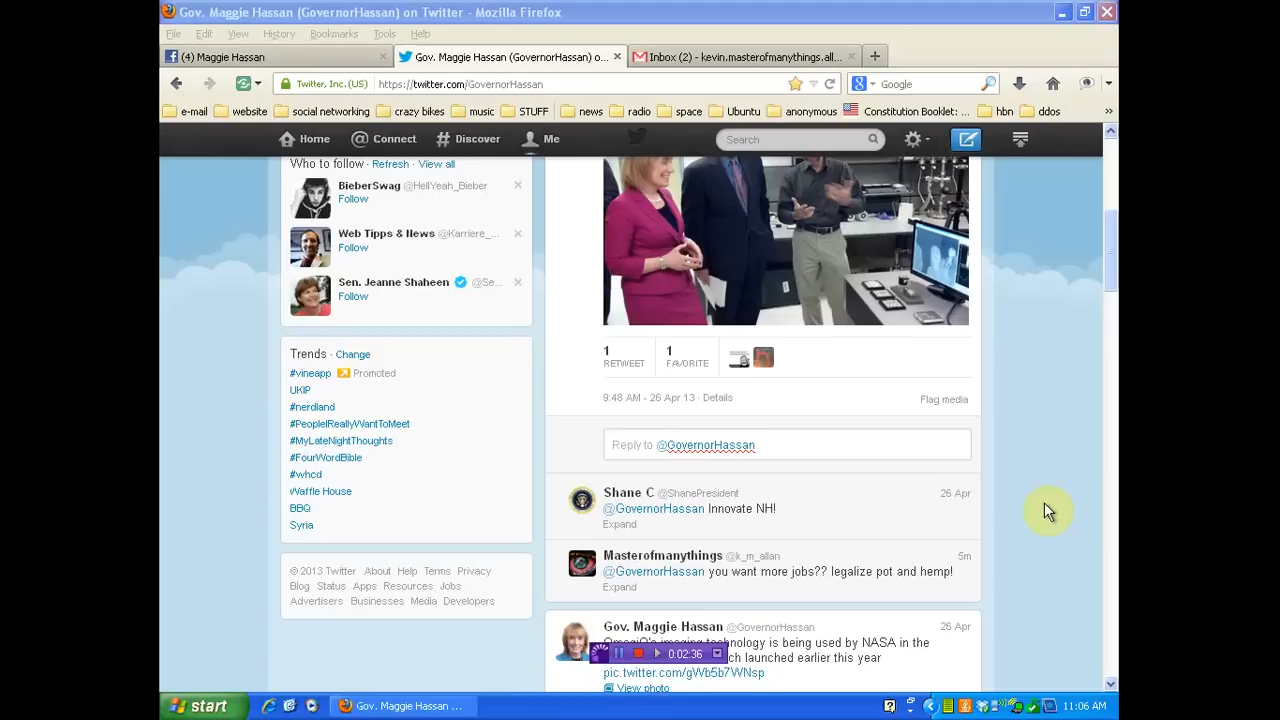 Gov. Maggie Hassan (GovernorHassan) on Twitter - Mozilla Firefox
File Edit View History Bookmarks Tools Help
(4) Maggie Hassan
Gov. Maggie Hassan (GovernorHassan) o...
Inbox (2) - kevin.masterofmanythings.all...
Twitter, Inc. (US)
https://twitter.com/GovernorHassan
Google
e-mail website social networking crazy bikes music STUFF news radio space Ubuntu anonymous Constitution Booklet: ... hbn ddos
Home Connect Discover Me Search
Who to follow · Refresh · View all
BieberSwag @HellYeah_Bieber
Follow
Web Tipps & News @Karriere_...
Follow
Sen. Jeanne Shaheen @Se...
Follow
Trends · Change
#vineapp Promoted
UKIP
#nerdland
#PeopleIReallyWantToMeet
#MyLateNightThoughts
#FourWordBible
#whcd
Waffle House
BBQ
Syria
© 2013 Twitter About Help Terms Privacy
Blog Status Apps Resources Jobs
Advertisers Businesses Media Developers
1 RETWEET
1 FAVORITE
9:48 AM - 26 Apr 13 · Details
Flag media
Reply to @GovernorHassan
Shane C @ShanePresident 26 Apr
@GovernorHassan Innovate NH!
Expand
Masterofmanythings @k_m_allan 5m
@GovernorHassan you want more jobs?? legalize pot and hemp!
Expand
Gov. Maggie Hassan @GovernorHassan 26 Apr
technology is being used by NASA in the
launched earlier this year
pic.twitter.com/gWb5b7WNsp
View photo
0:02:36
start
Gov. Maggie Hassan ...
11:06 AM